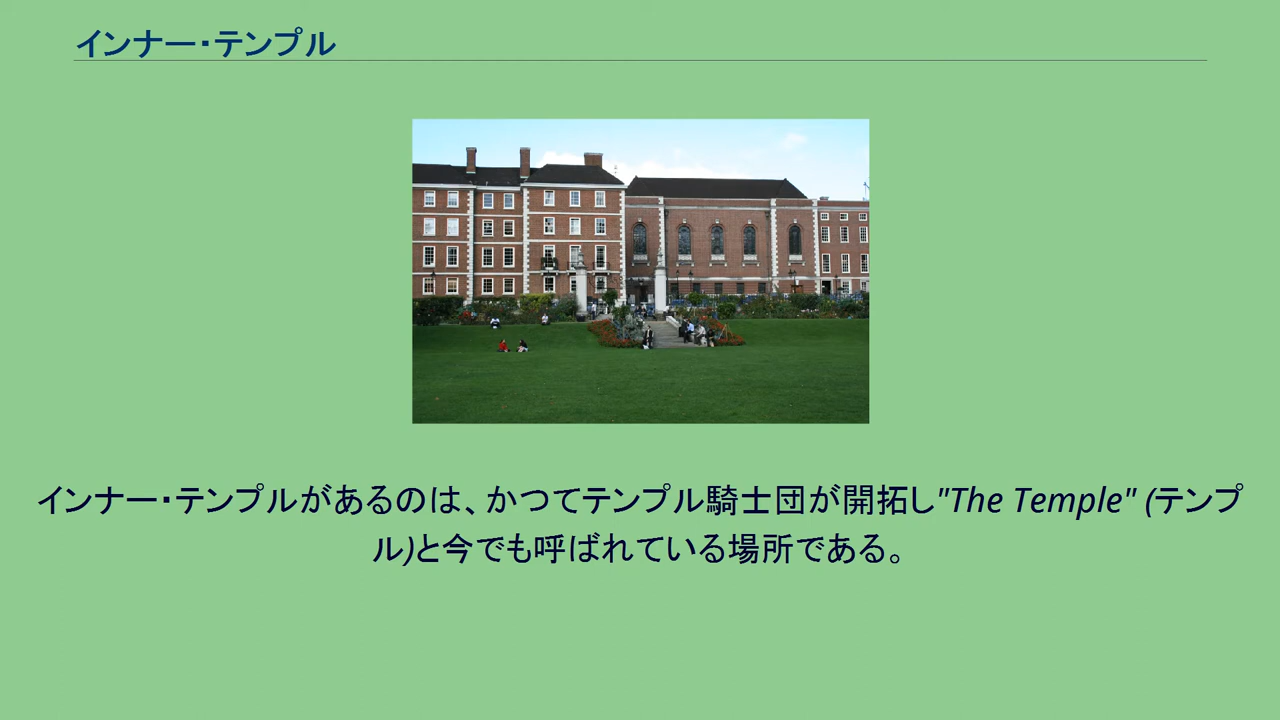 インナー・テンプル
インナー・テンプルがあるのは、かつてテンプル騎士団が開拓し"The Temple" (テンプ
ル)と今でも呼ばれている場所である。